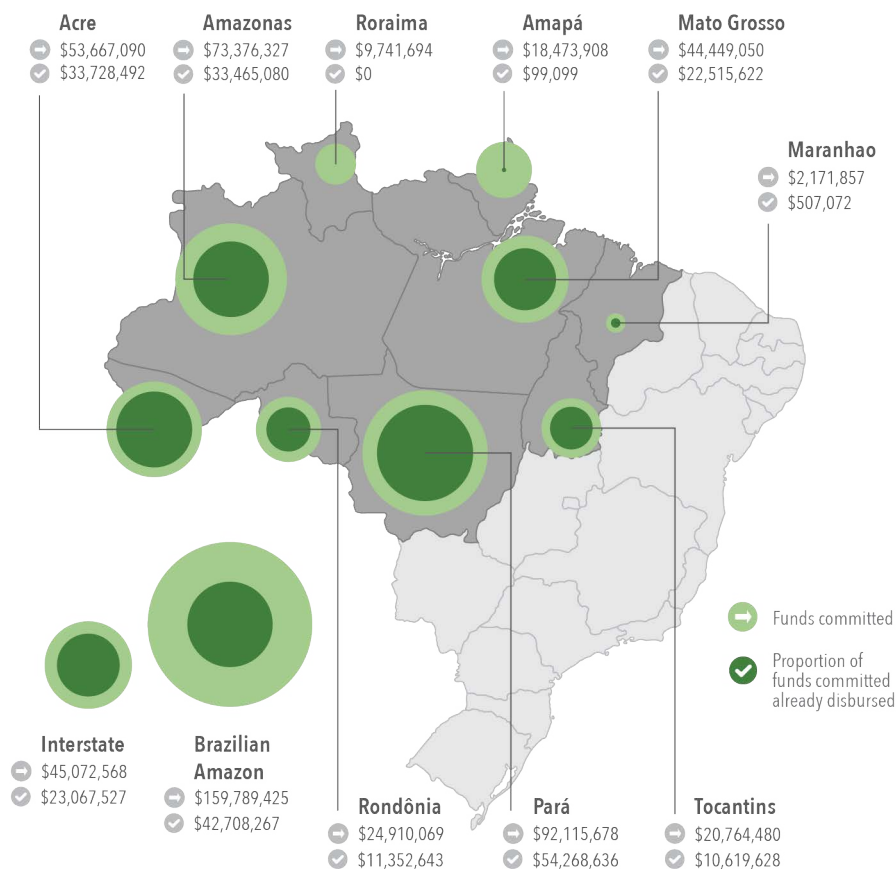 Acre
$53,667,090
$33,728,492
Amazonas
$73,376,327
$33,465,080
Roraima
$9,741,694
$0
Amapá
$18,473,908
$99,099
Mato Grosso
$44,449,050
$22,515,622
Maranhao
$2,171,857
$507,072
Funds committed
Proportion of
funds committed
already disbursed
Interstate
$45,072,568
$23,067,527
Brazilian
Amazon
$159,789,425
$42,708,267
Rondônia
$24,910,069
$11,352,643
Pará
$92,115,678
$54,268,636
Tocantins
$20,764,480
$10,619,628